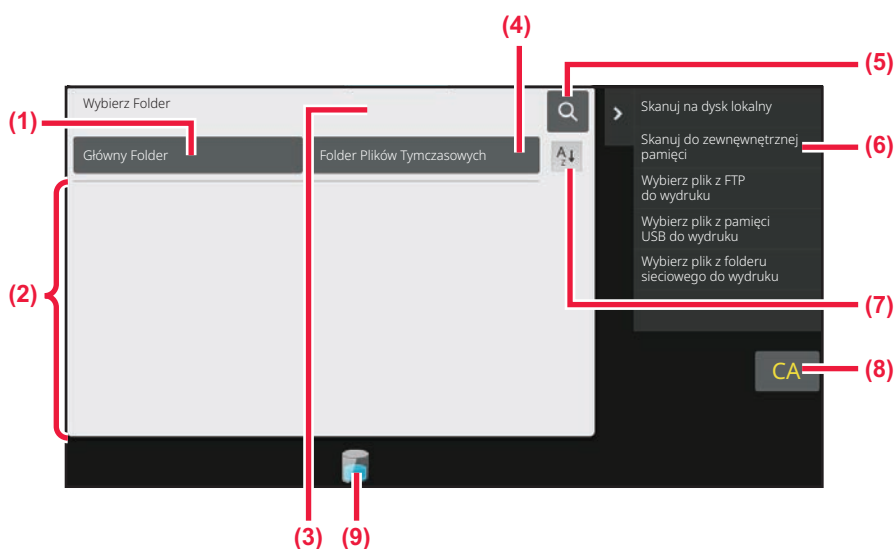 (4)
(5)
Wybierz Folder
Skanuj na dysk lokalny
(1)
Główny Folder
Folder Plików Tymczasowych
A↓
Z
Skanuj do zewnęwnętrznej
pamięci
(6)
Wybierz plik z FTP
do wydruku
Wybierz plik z pamięci
USB do wydruku
(2)
Wybierz plik z folderu
sieciowego do wydruku
(7)
CA
(8)
(3)
(9)